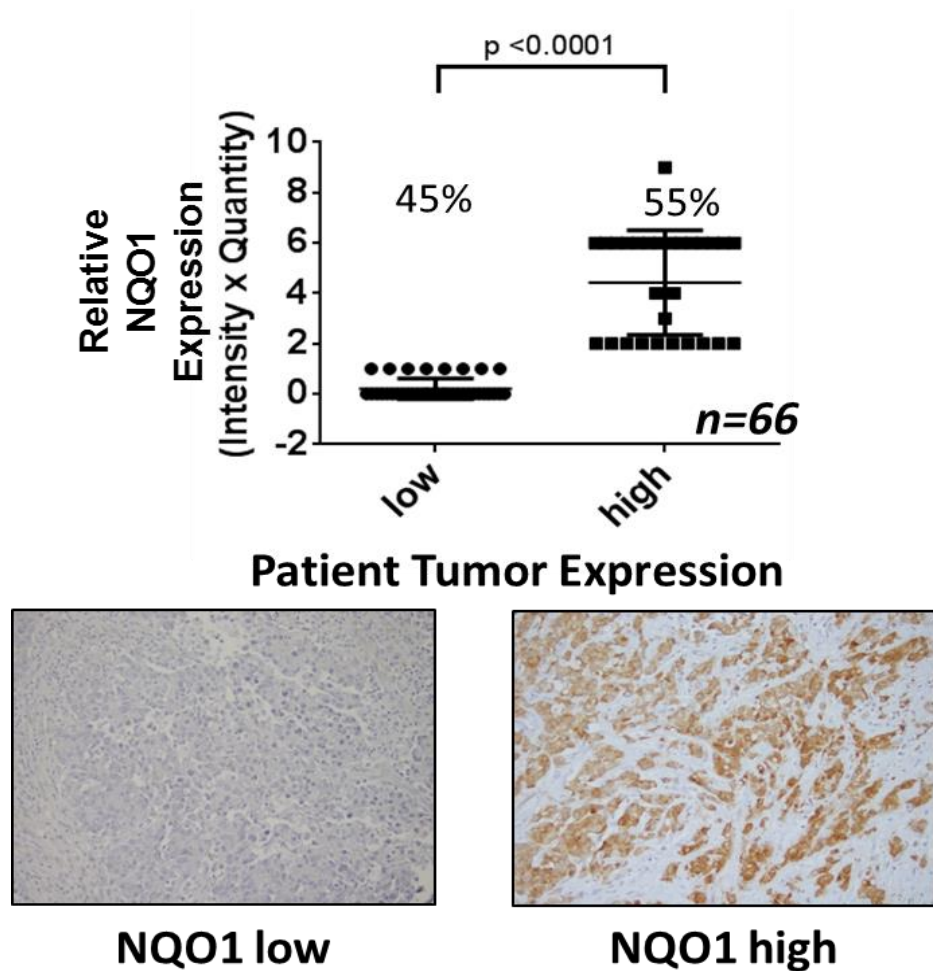 p <0.0001
Relative
NQO1
Expression
(Intensity x Quantity)
10
8
6
4
2
0
-2
45%
55%
n=66
low
high
Patient Tumor Expression
NQO1 low
NQO1 high